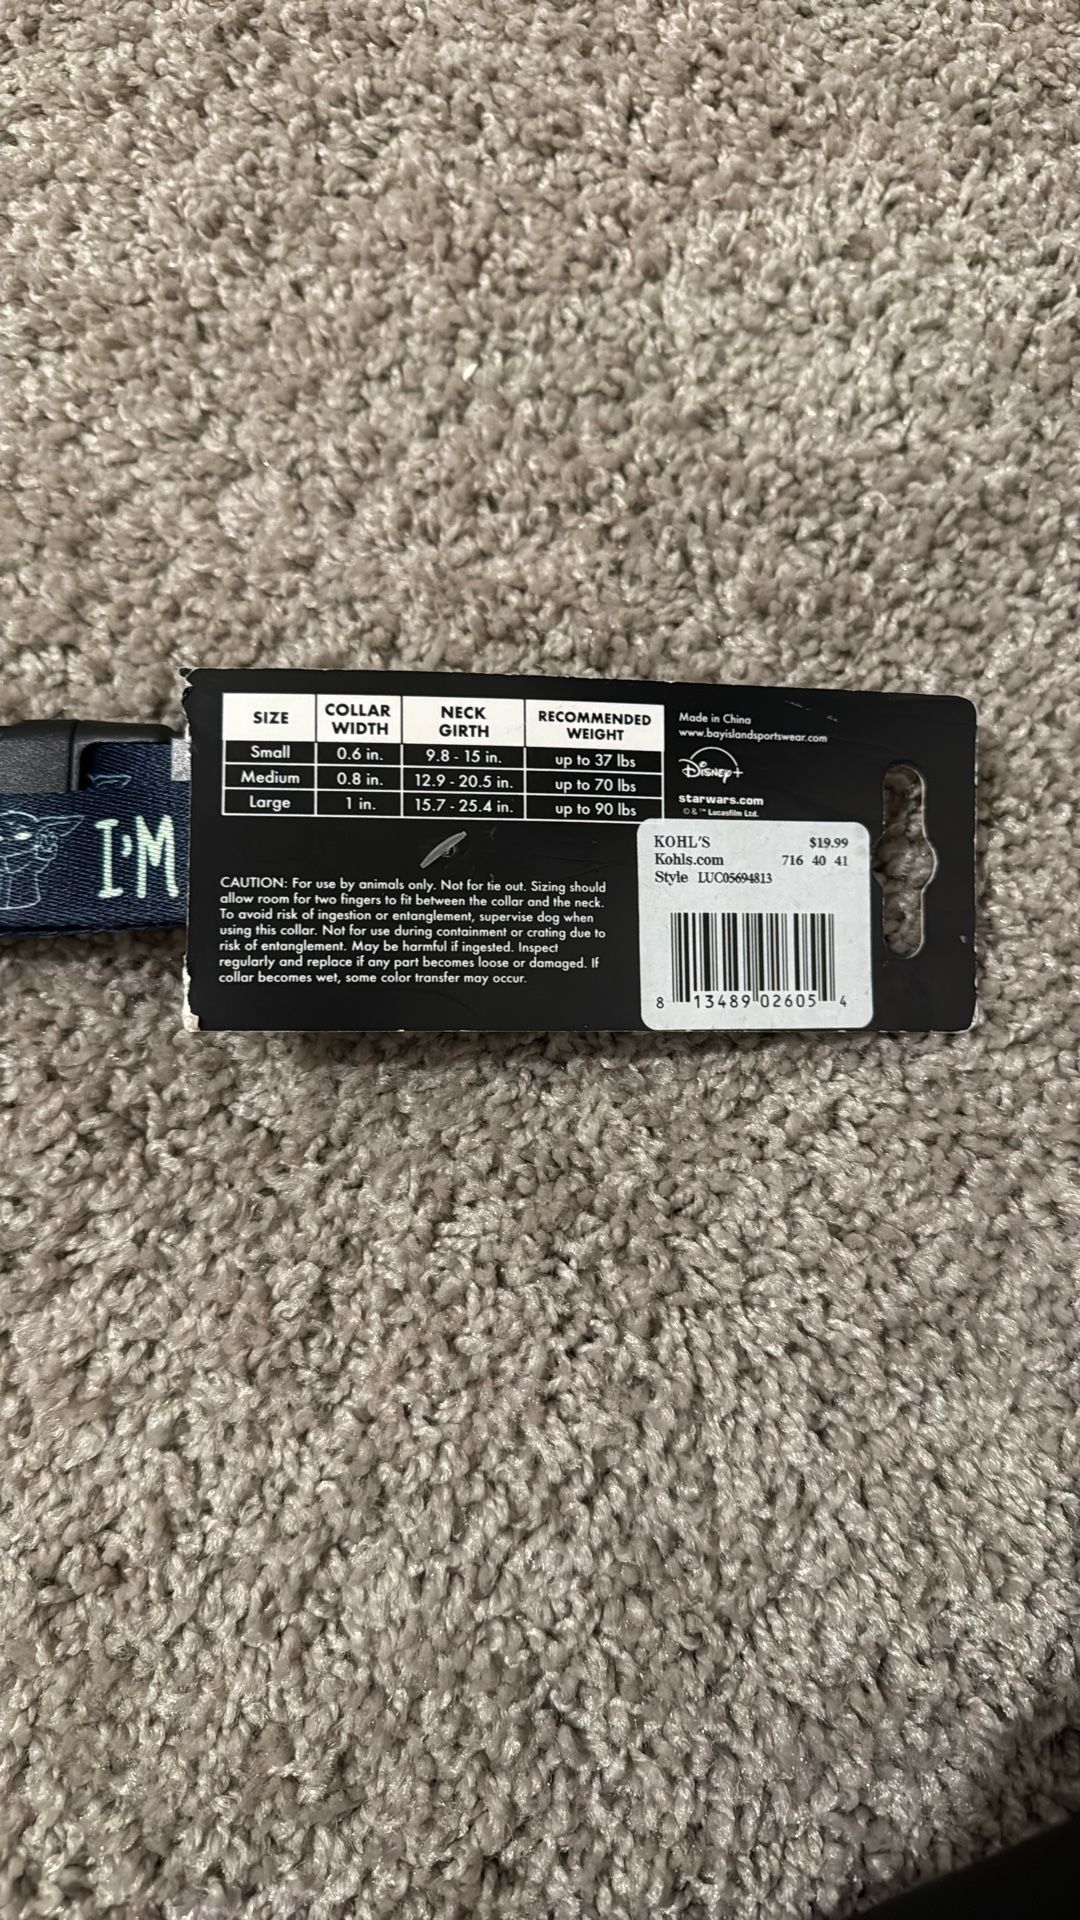 I'M
SIZE COLLAR WIDTH NECK GIRTH RECOMMENDED WEIGHT
Small 0.6 in. 9.8 - 15 in. up to 37 lbs
Medium 0.8 in. 12.9 - 20.5 in. up to 70 lbs
Large 1 in. 15.7 - 25.4 in. up to 90 lbs
CAUTION: For use by animals only. Not for tie out. Sizing should
allow room for two fingers to fit between the collar and the neck.
To avoid risk of ingestion or entanglement, supervise dog when
using this collar. Not for use during containment or crating due to
risk of entanglement. May be harmful if ingested. Inspect
regularly and replace if any part becomes loose or damaged. If
collar becomes wet, some color transfer may occur.
Made in China
www.bayislandsportswear.com
Disney+
starwars.com
© & ™ Lucasfilm Ltd.
KOHL'S $19.99
Kohls.com 716 40 41
Style LUC05694813
8 13489 02605 4